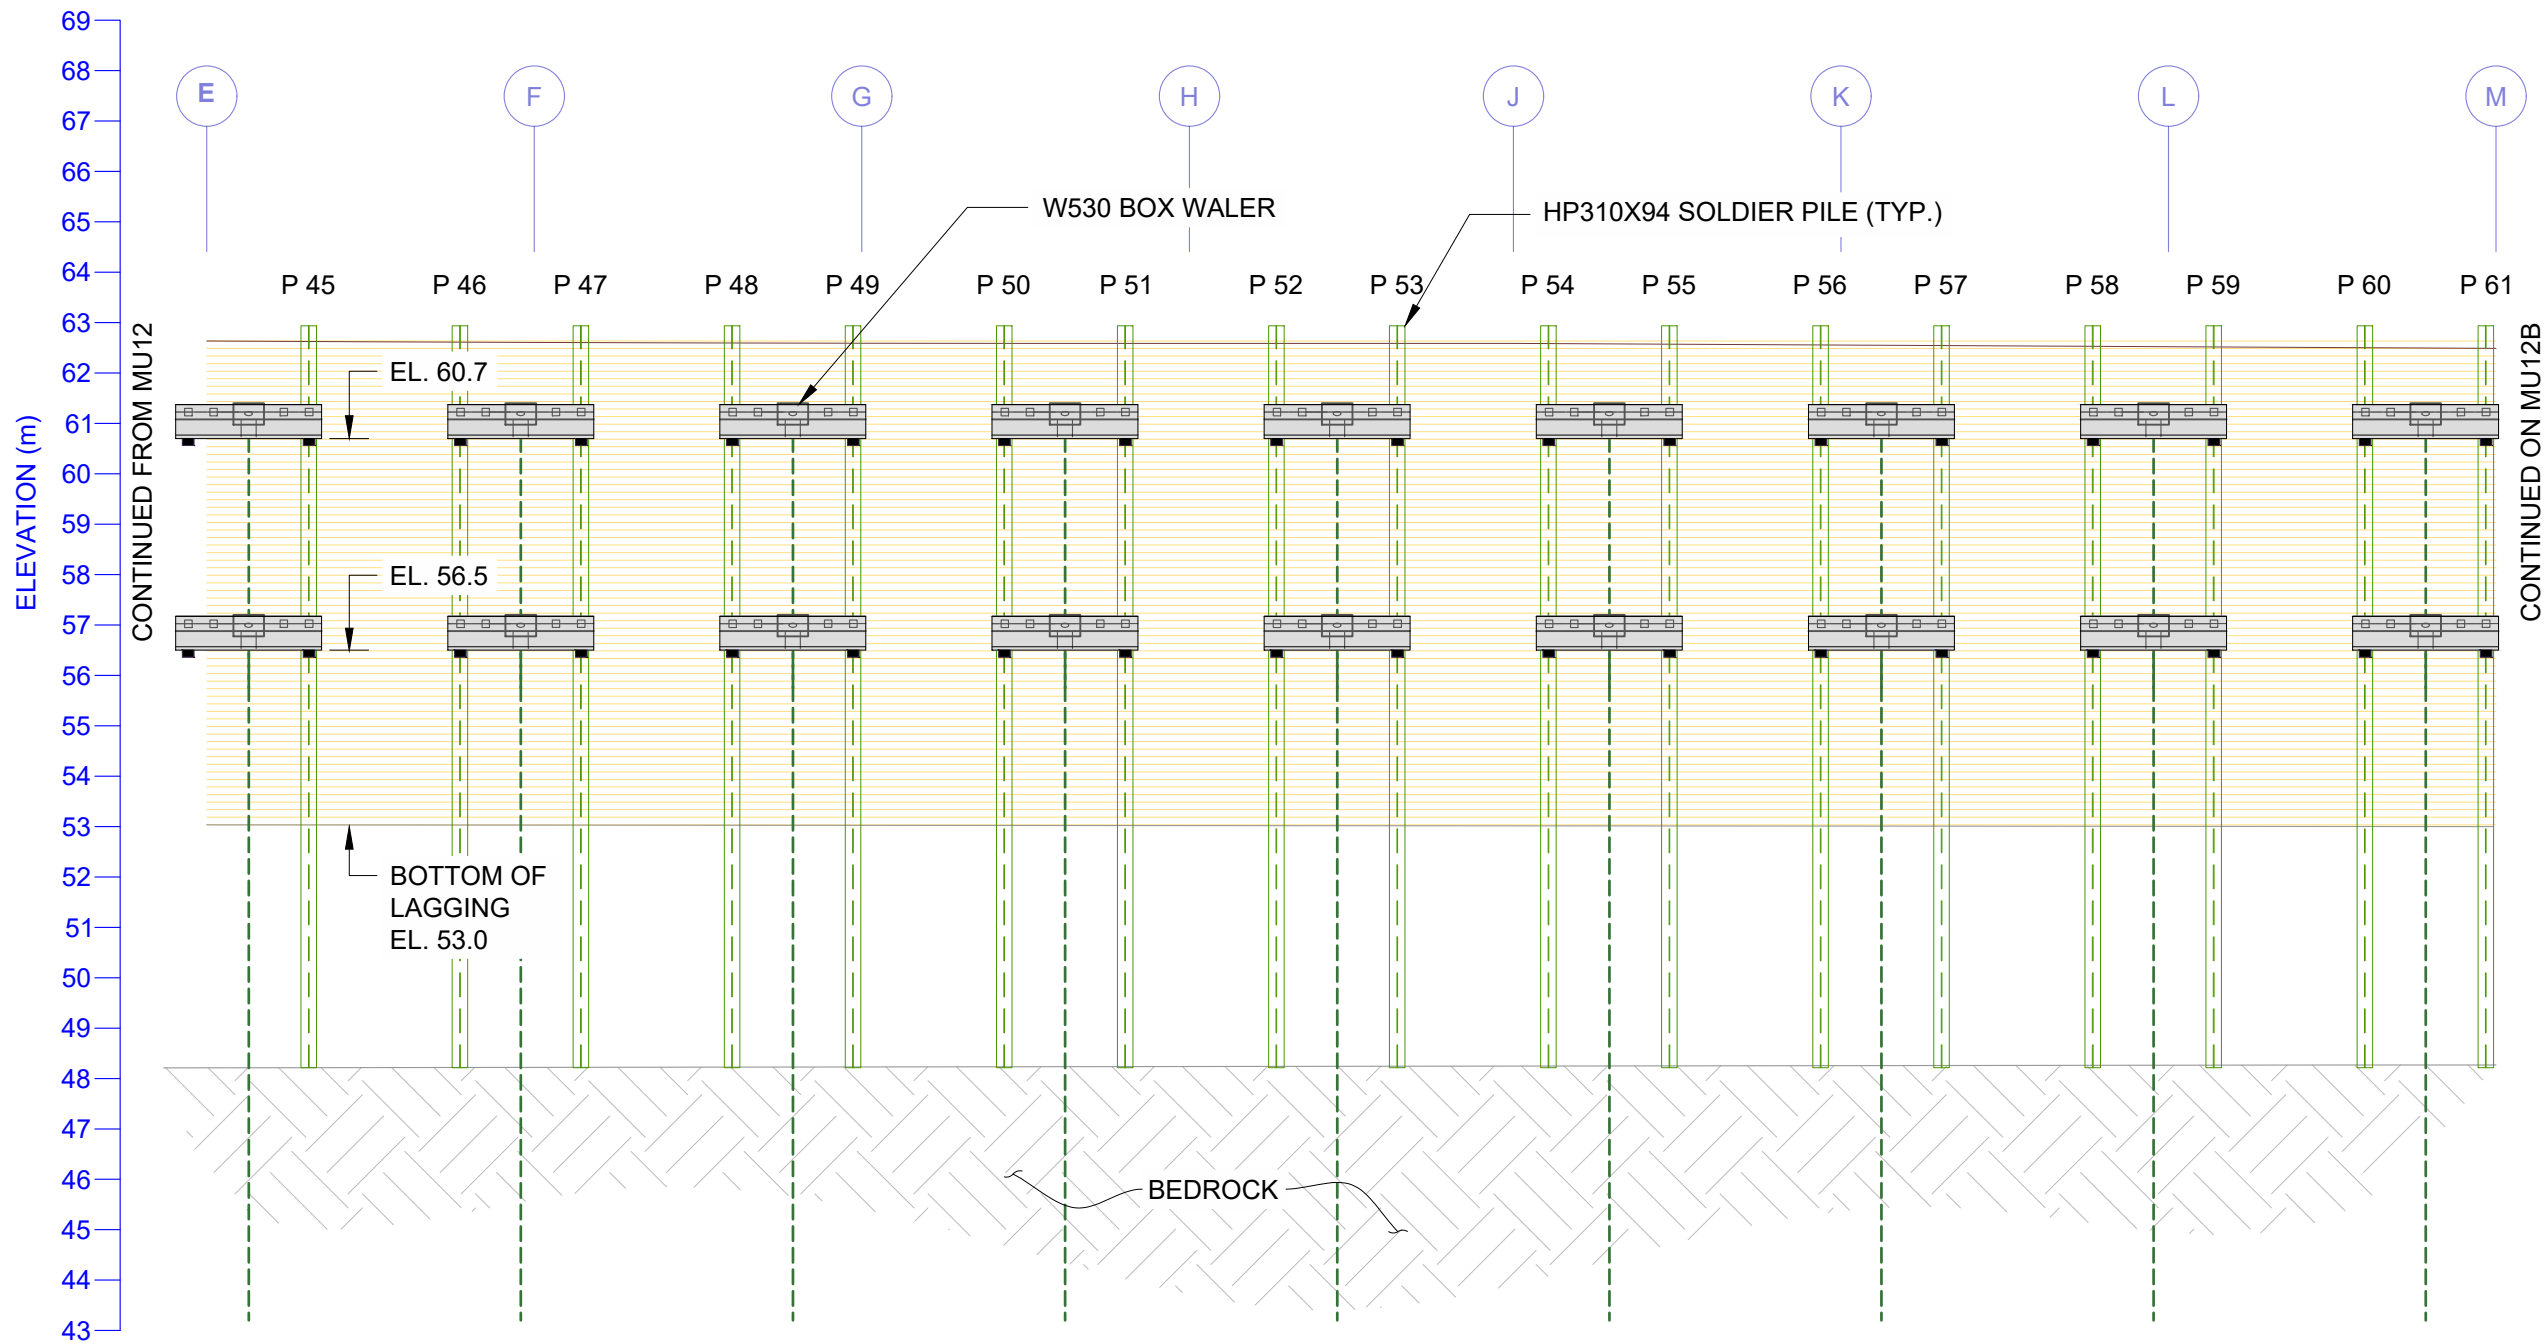 69
68
67
66
65
64
63
62
61
60
59
58
57
56
55
54
53
52
51
50
49
48
47
46
45
44
43
ELEVATION (m)
CONTINUED FROM MU12
E F G H J K L M
W530 BOX WALER
HP310X94 SOLDIER PILE (TYP.)
P 45 P 46 P 47 P 48 P 49 P 50 P 51 P 52 P 53 P 54 P 55 P 56 P 57 P 58 P 59 P 60 P 61
EL. 60.7
EL. 56.5
BOTTOM OF
LAGGING
EL. 53.0
BEDROCK
CONTINUED ON MU12B